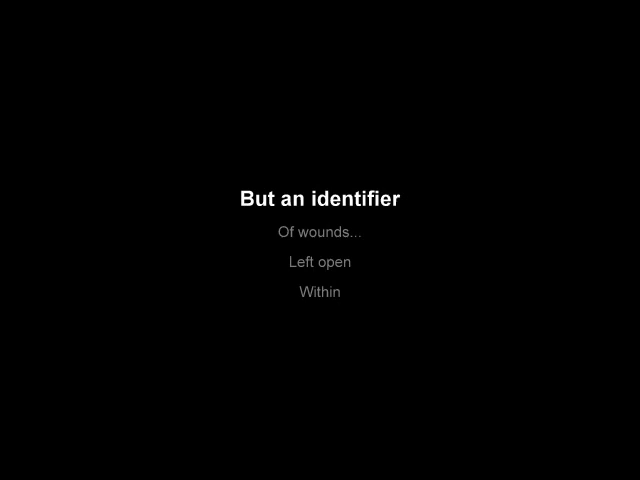 But an identifier
Of wounds...
Left open
Within